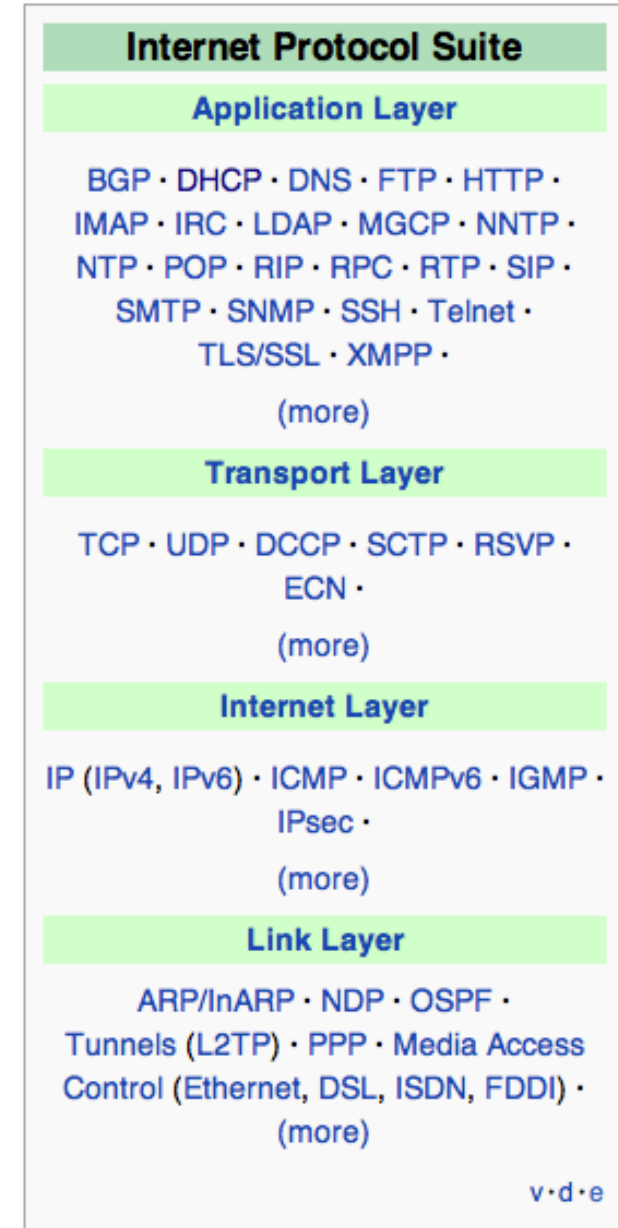 Internet Protocol Suite
Application Layer
BGP · DHCP · DNS · FTP · HTTP ·
IMAP · IRC · LDAP · MGCP · NNTP ·
NTP · POP · RIP · RPC · RTP · SIP ·
SMTP · SNMP · SSH · Telnet ·
TLS/SSL · XMPP ·
(more)
Transport Layer
TCP · UDP · DCCP · SCTP · RSVP ·
ECN ·
(more)
Internet Layer
IP (IPv4, IPv6) · ICMP · ICMPv6 · IGMP ·
IPsec ·
(more)
Link Layer
ARP/InARP · NDP · OSPF ·
Tunnels (L2TP) · PPP · Media Access
Control (Ethernet, DSL, ISDN, FDDI) ·
(more)
v·d·e